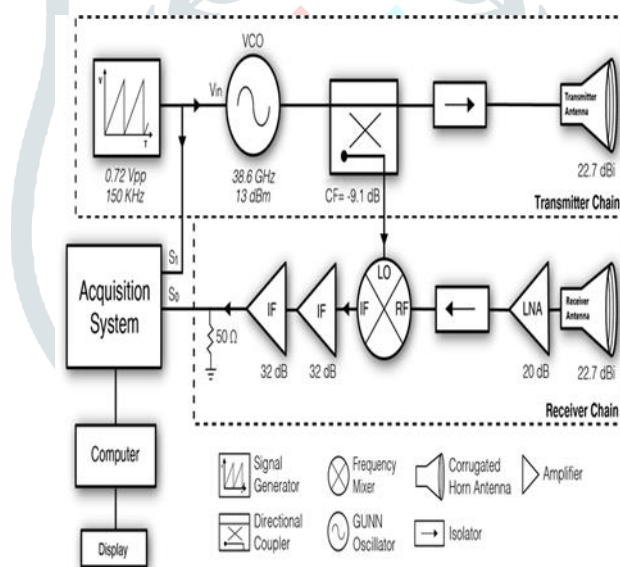 VCO
V
T
Vin
0.72 Vpp
150 KHz
38.6 GHz
13 dBm
CF= -9.1 dB
Transmitter
Antenna
22.7 dBi
Transmitter Chain
S1
S0
Acquisition
System
50 Ω
IF
32 dB
IF
32 dB
LO
IF
RF
LNA
20 dB
Receiver
Antenna
22.7 dBi
Receiver Chain
Computer
Display
Signal
Generator
Frequency
Mixer
Corrugated
Horn Antenna
Amplifier
Directional
Coupler
GUNN
Oscillator
Isolator